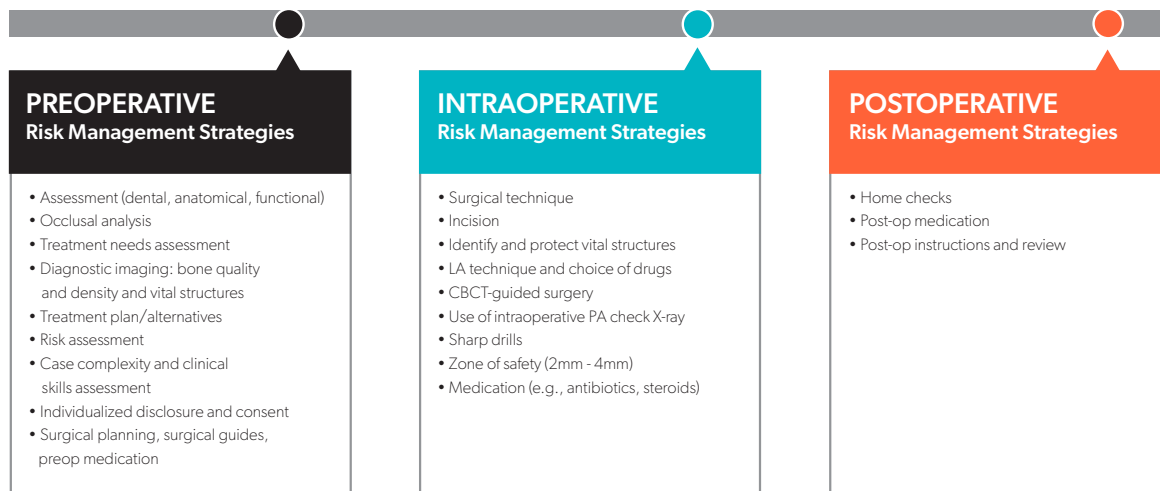 PREOPERATIVE
Risk Management Strategies
• Assessment (dental, anatomical, functional)
• Occlusal analysis
• Treatment needs assessment
• Diagnostic imaging: bone quality
and density and vital structures
• Treatment plan/alternatives
• Risk assessment
• Case complexity and clinical
skills assessment
• Individualized disclosure and consent
• Surgical planning, surgical guides,
preop medication
INTRAOPERATIVE
Risk Management Strategies
• Surgical technique
• Incision
• Identify and protect vital structures
• LA technique and choice of drugs
• CBCT-guided surgery
• Use of intraoperative PA check X-ray
• Sharp drills
• Zone of safety (2mm - 4mm)
• Medication (e.g., antibiotics, steroids)
POSTOPERATIVE
Risk Management Strategies
• Home checks
• Post-op medication
• Post-op instructions and review